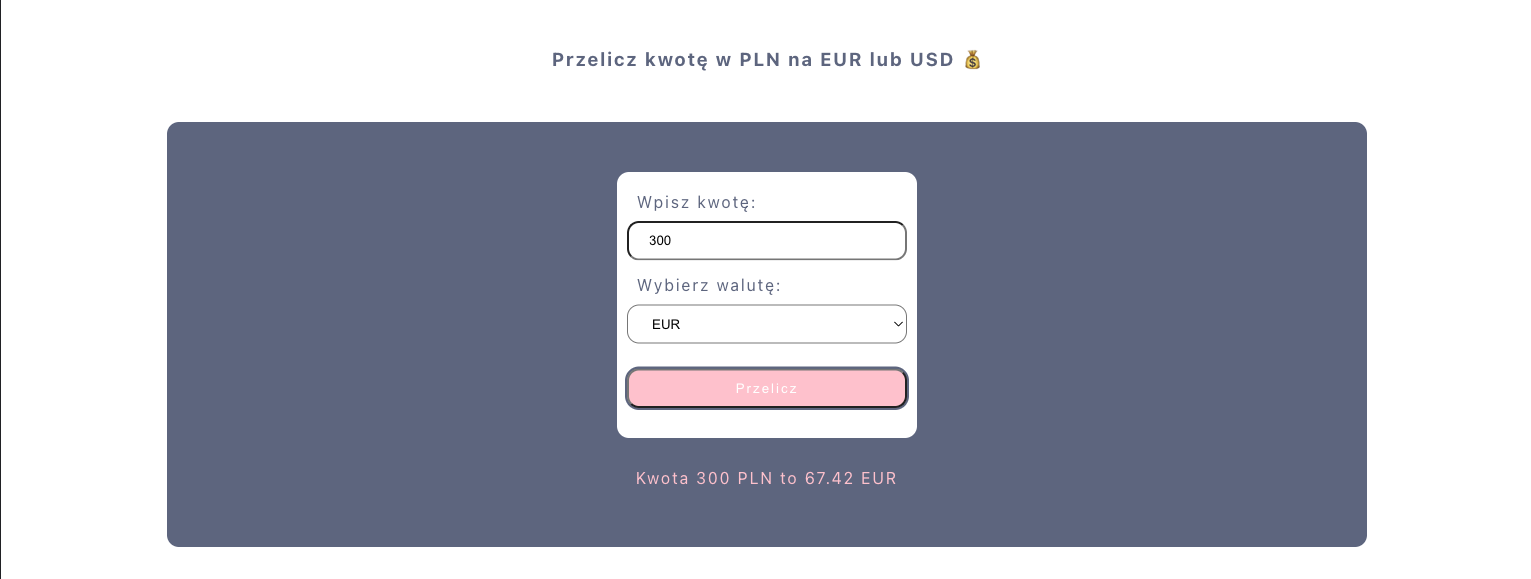 Przelicz kwotę w PLN na EUR lub USD 💰
Wpisz kwotę:
300
Wybierz walutę:
EUR
Przelicz
Kwota 300 PLN to 67.42 EUR